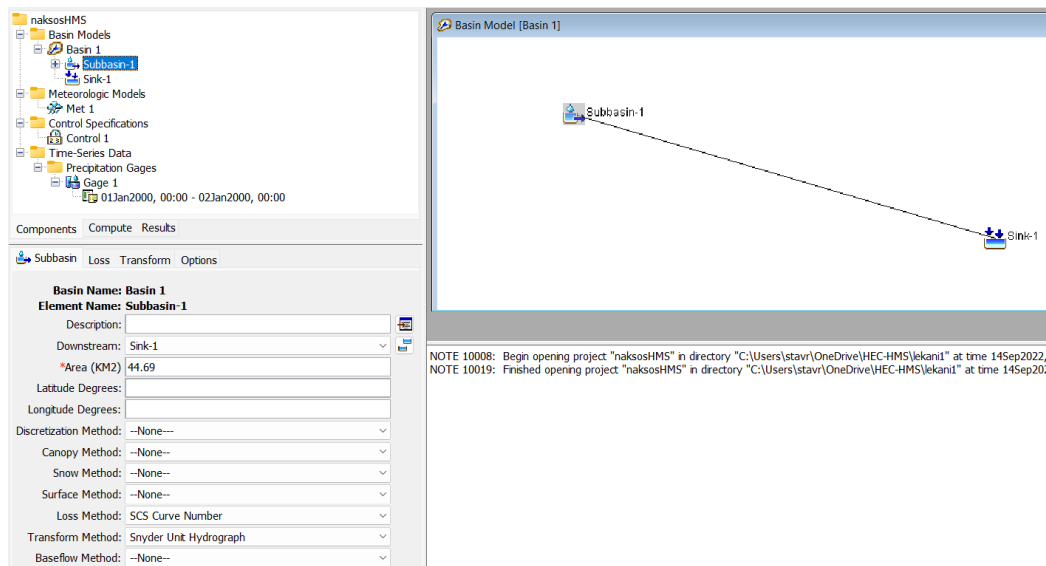 naksosHMS
Basin Models
Basin 1
Subbasin-1
Sink-1
Meteorologic Models
Met 1
Control Specifications
Control 1
Time-Series Data
Precipitation Gages
Gage 1
01Jan2000, 00:00 - 02Jan2000, 00:00
Components Compute Results
Subbasin Loss Transform Options
Basin Name: Basin 1
Element Name: Subbasin-1
Description:
Downstream: Sink-1
*Area (KM2) 44.69
Latitude Degrees:
Longitude Degrees:
Discretization Method: --None---
Canopy Method: --None--
Snow Method: --None--
Surface Method: --None--
Loss Method: SCS Curve Number
Transform Method: Snyder Unit Hydrograph
Baseflow Method: --None--
Basin Model [Basin 1]
Subbasin-1
Sink-1
NOTE 10008: Begin opening project "naksosHMS" in directory "C:\Users\stavr\OneDrive\HEC-HMS\lekani1" at time 14Sep2022,
NOTE 10019: Finished opening project "naksosHMS" in directory "C:\Users\stavr\OneDrive\HEC-HMS\lekani1" at time 14Sep202